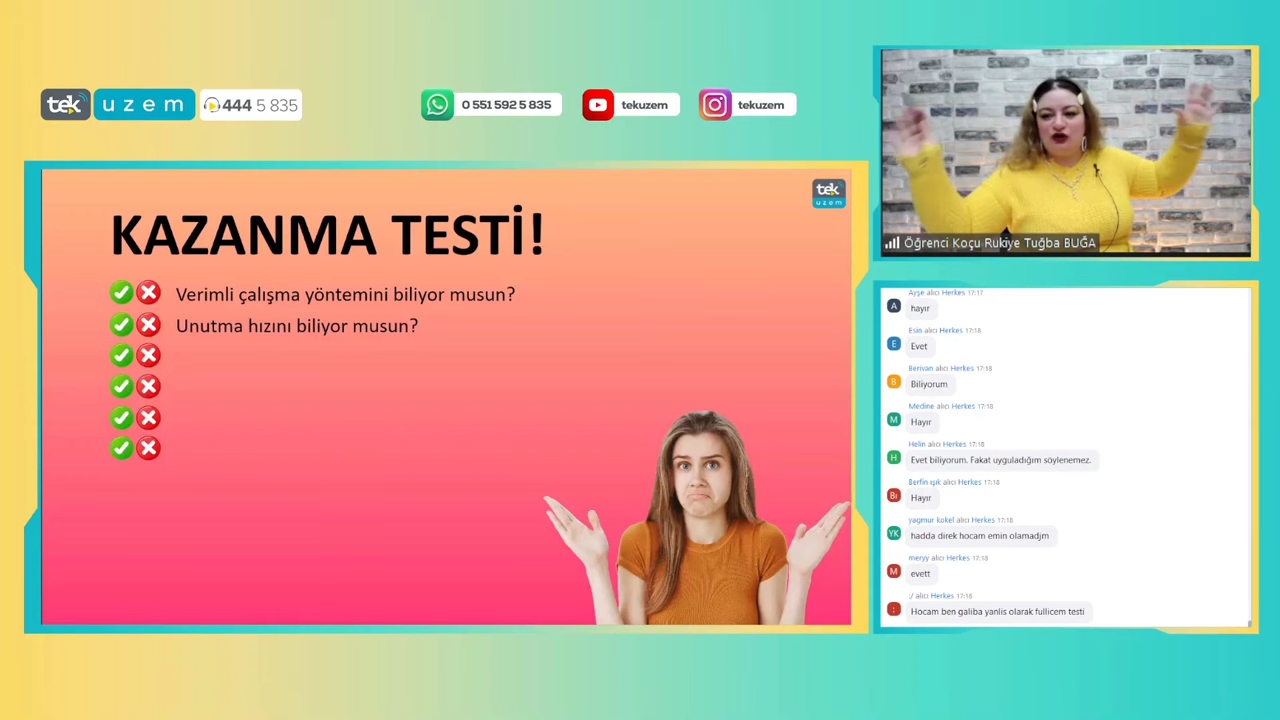 tek uzem 444 5 835
0 551 592 5 835
tekuzem
tekuzem
tek
uzem
KAZANMA TESTİ!
Verimli çalışma yöntemini biliyor musun?
Unutma hızını biliyor musun?
Öğrenci Koçu Rukiye Tuğba BUĞA
Ayşe alıcı Herkes 17:17
A
hayır
Esin alıcı Herkes 17:18
E
Evet
Berivan alıcı Herkes 17:18
B
Biliyorum
Medine alıcı Herkes 17:18
M
Hayır
Helin alıcı Herkes 17:18
H
Evet biliyorum. Fakat uyguladığım söylenemez.
Berfin ışık alıcı Herkes 17:18
Bı
Hayır
yagmur kokel alıcı Herkes 17:18
YK
hadda direk hocam emin olamadjm
meryy alıcı Herkes 17:18
M
evett
:/ alıcı Herkes 17:18
:
Hocam ben galiba yanlis olarak fullicem testi